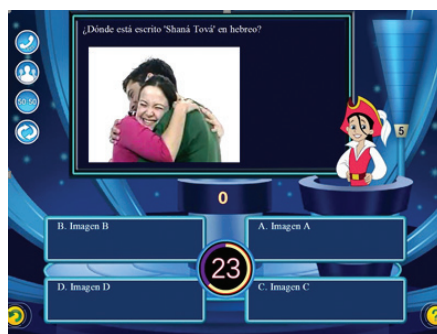 ¿Dónde está escrito 'Shaná Tová' en hebreo?
50:50
5
0
B. Imagen B
A. Imagen A
23
D. Imagen D
C. Imagen C
?